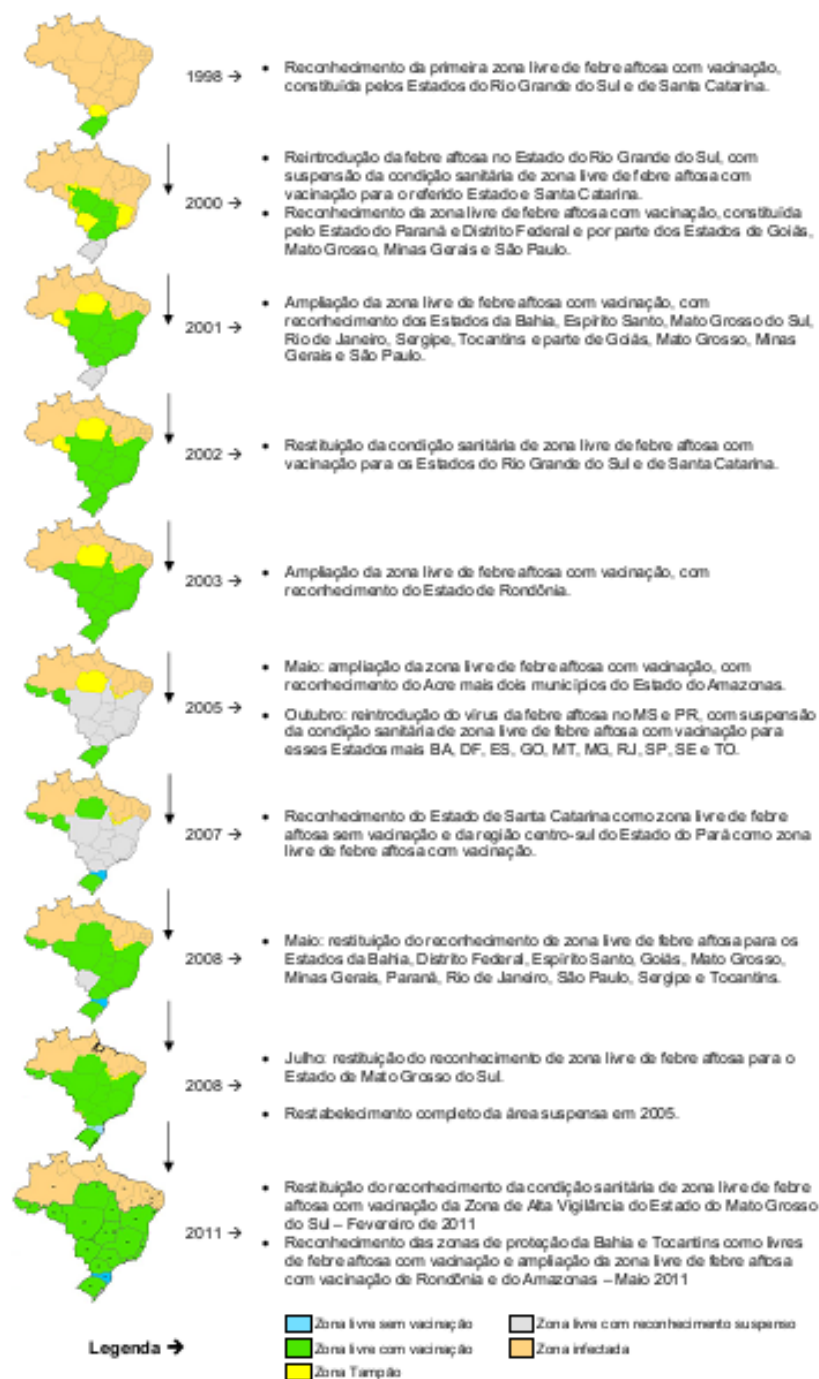 1998 →
• Reconhecimento da primeira zona livre de febre aftosa com vacinação,
constituída pelos Estados do Rio Grande do Sul e de Santa Catarina.
2000 →
• Reintrodução da febre aftosa no Estado do Rio Grande do Sul, com
suspensão da condição sanitária de zona livre de febre aftosa com
vacinação para o referido Estado e Santa Catarina.
• Reconhecimento da zona livre de febre aftosa com vacinação, constituída
pelo Estado do Paraná e Distrito Federal e por parte dos Estados de Goiás,
Mato Grosso, Minas Gerais e São Paulo.
2001 →
• Ampliação da zona livre de febre aftosa com vacinação, com
reconhecimento dos Estados da Bahia, Espírito Santo, Mato Grosso do Sul,
Rio de Janeiro, Sergipe, Tocantins e parte de Goiás, Mato Grosso, Minas
Gerais e São Paulo.
2002 →
• Restituição da condição sanitária de zona livre de febre aftosa com
vacinação para os Estados do Rio Grande do Sul e de Santa Catarina.
2003 →
• Ampliação da zona livre de febre aftosa com vacinação, com
reconhecimento do Estado de Rondônia.
2005 →
• Maio: ampliação da zona livre de febre aftosa com vacinação, com
reconhecimento do Acre mais dois municípios do Estado do Amazonas.
• Outubro: reintrodução do vírus da febre aftosa no MS e PR, com suspensão
da condição sanitária de zona livre de febre aftosa com vacinação para
esses Estados mais BA, DF, ES, GO, MT, MG, RJ, SP, SE e TO.
2007 →
• Reconhecimento do Estado de Santa Catarina como zona livre de febre
aftosa sem vacinação e da região centro-sul do Estado do Pará como zona
livre de febre aftosa com vacinação.
2008 →
• Maio: restituição do reconhecimento de zona livre de febre aftosa para os
Estados da Bahia, Distrito Federal, Espírito Santo, Goiás, Mato Grosso,
Minas Gerais, Paraná, Rio de Janeiro, São Paulo, Sergipe e Tocantins.
2008 →
• Julho: restituição do reconhecimento de zona livre de febre aftosa para o
Estado de Mato Grosso do Sul.
• Restabelecimento completo da área suspensa em 2005.
2011 →
• Restituição do reconhecimento da condição sanitária de zona livre de febre
aftosa com vacinação da Zona de Alta Vigilância do Estado do Mato Grosso
do Sul – Fevereiro de 2011
• Reconhecimento das zonas de proteção da Bahia e Tocantins como livres
de febre aftosa com vacinação e ampliação da zona livre de febre aftosa
com vacinação de Rondônia e do Amazonas – Maio 2011
Legenda →
Zona livre sem vacinação
Zona livre com vacinação
Zona Tampão
Zona livre com reconhecimento suspenso
Zona infectada